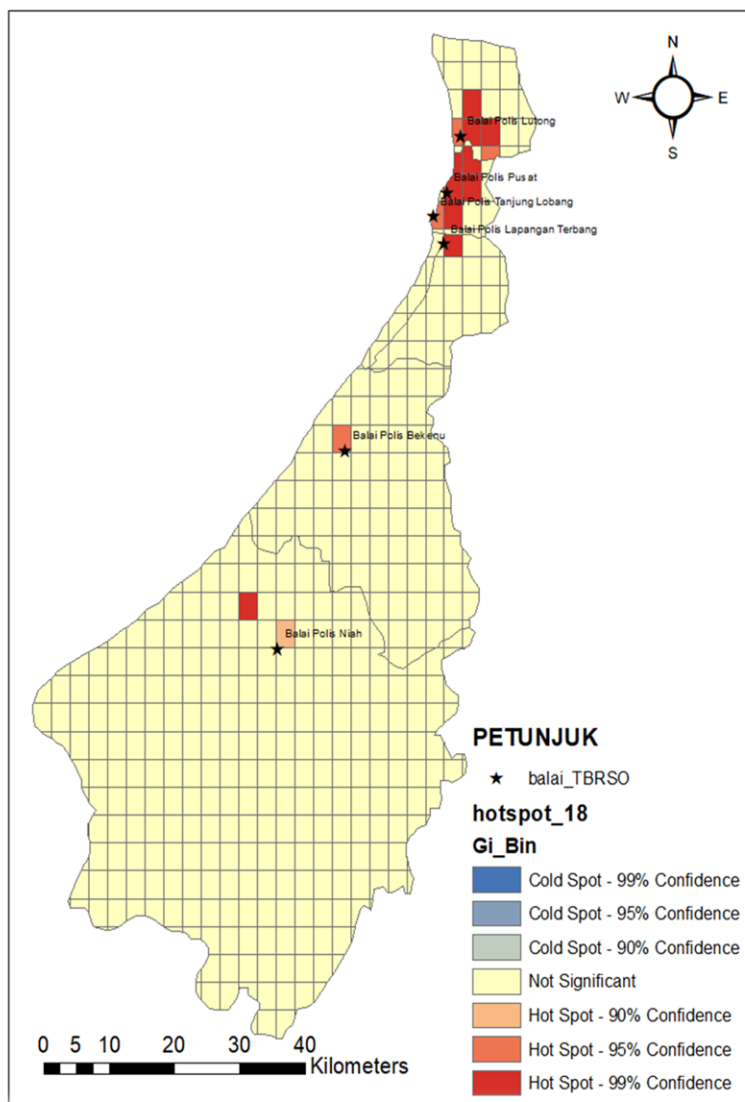 N
W E
S
Balai Polis Lutong
Balai Polis Pusat
Balai Polis Tanjung Lobang
Balai Polis Lapangan Terbang
Balai Polis Bekenu
Balai Polis Niah
PETUNJUK
balai_TBRSO
hotspot_18
Gi_Bin
Cold Spot - 99% Confidence
Cold Spot - 95% Confidence
Cold Spot - 90% Confidence
Not Significant
Hot Spot - 90% Confidence
Hot Spot - 95% Confidence
Hot Spot - 99% Confidence
0 5 10 20 30 40
Kilometers